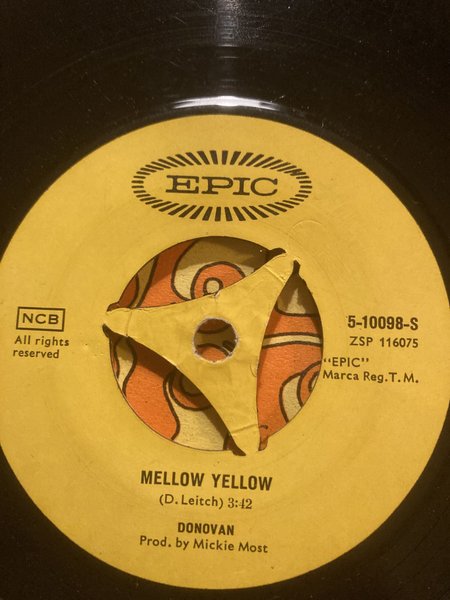 EPIC
NCB
All rights
reserved
5-10098-S
ZSP 116075
"EPIC"
Marca Reg.T.M.
MELLOW YELLOW
(D. Leitch) 3:42
DONOVAN
Prod. by Mickie Most